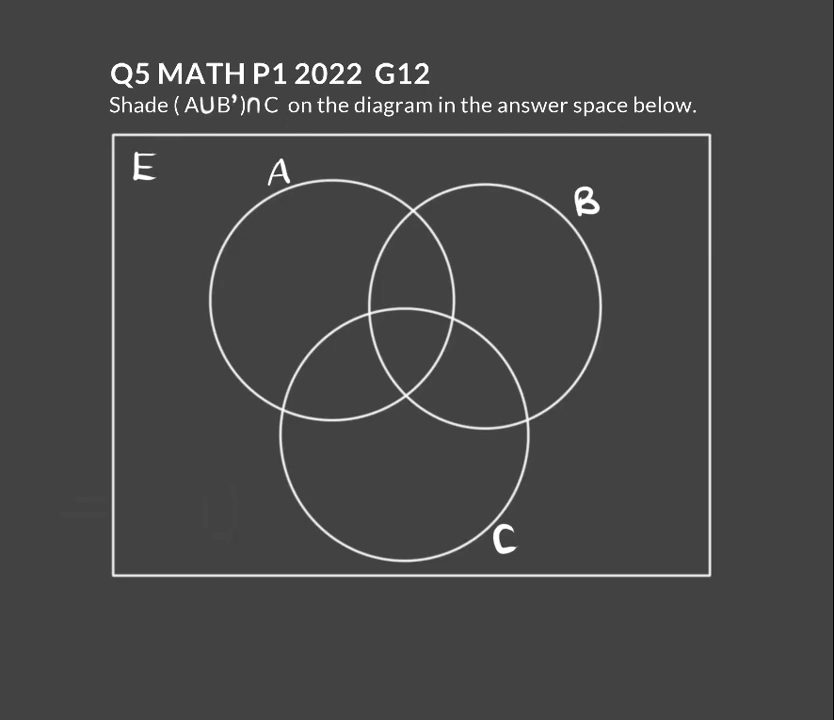 Q5 MATH P1 2022 G12
Shade (AUB')∩C on the diagram in the answer space below.
E
A
B
C